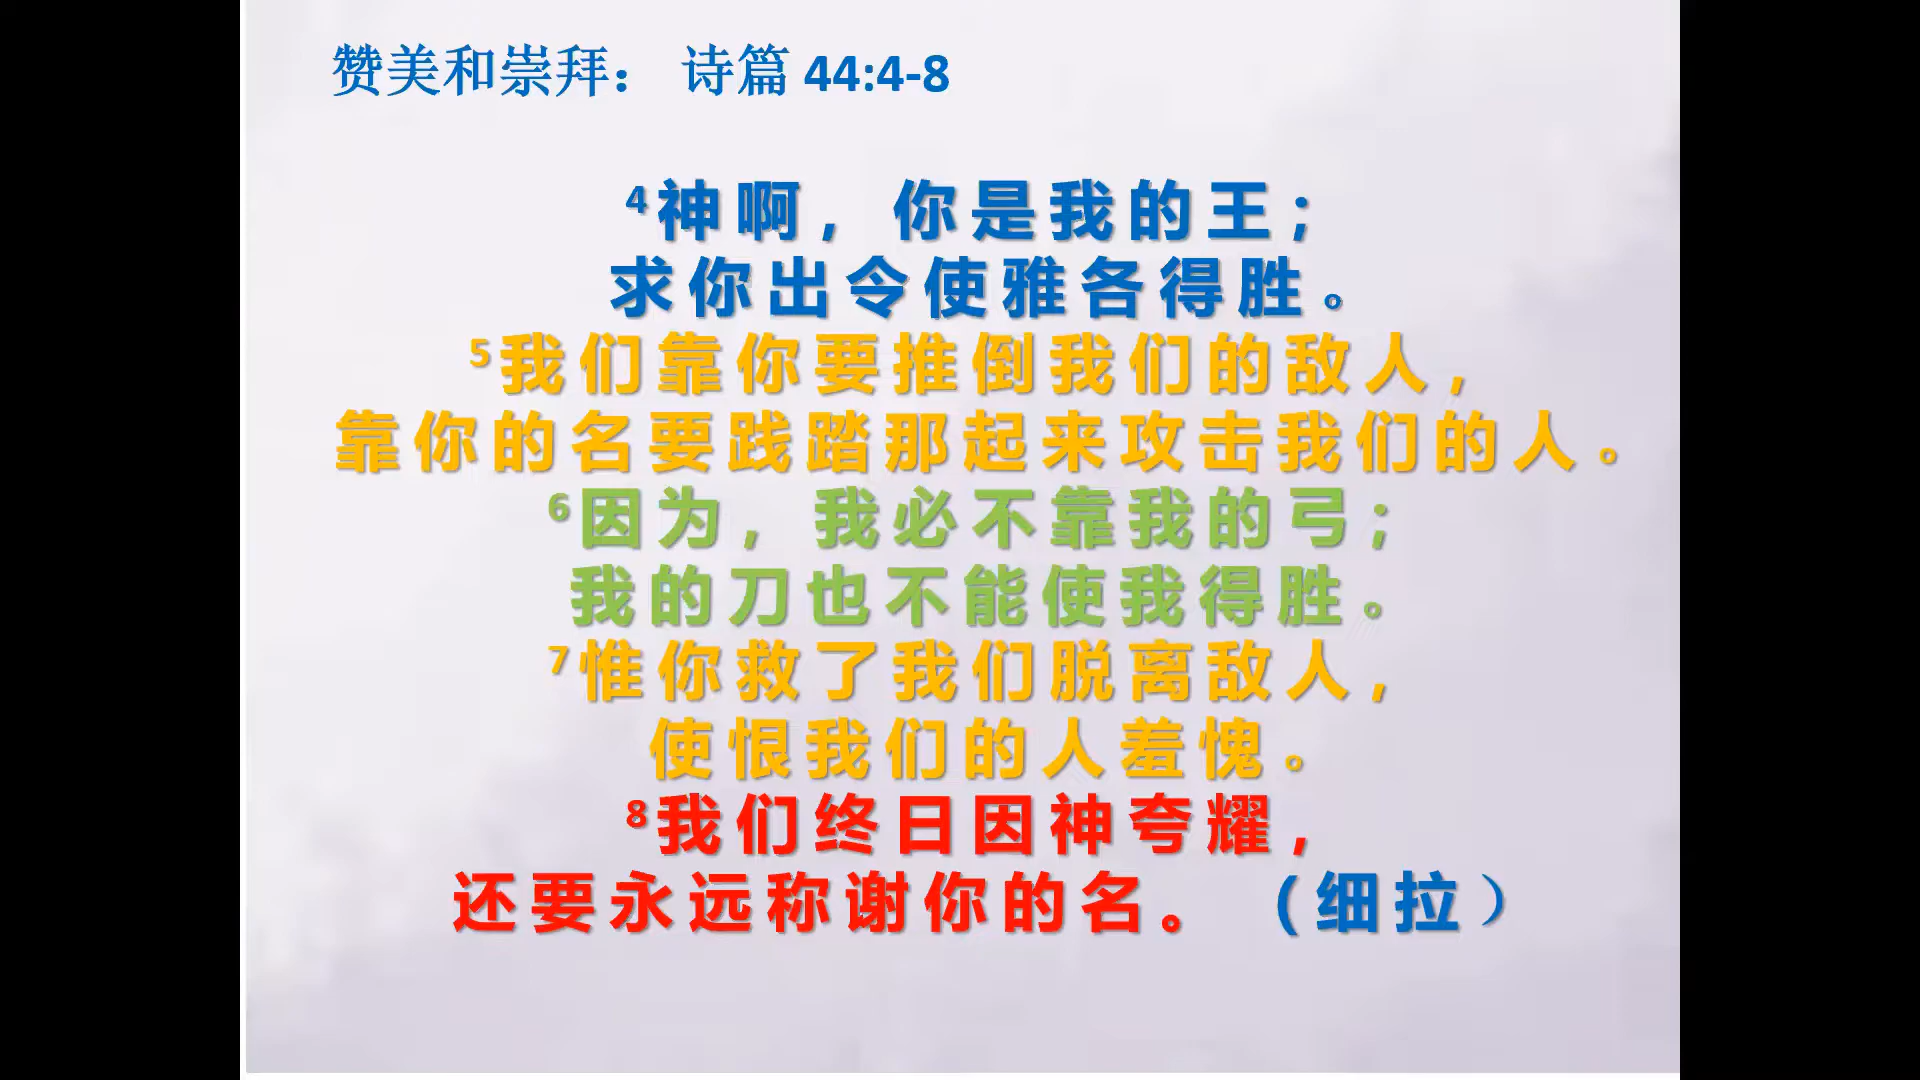 赞美和崇拜： 诗篇 44:4-8
4神啊，你是我的王；
求你出令使雅各得胜。
5我们靠你要推倒我们的敌人，
靠你的名要践踏那起来攻击我们的人。
6因为，我必不靠我的弓；
我的刀也不能使我得胜。
7惟你救了我们脱离敌人，
使恨我们的人羞愧。
8我们终日因神夸耀，
还要永远称谢你的名。（细拉）